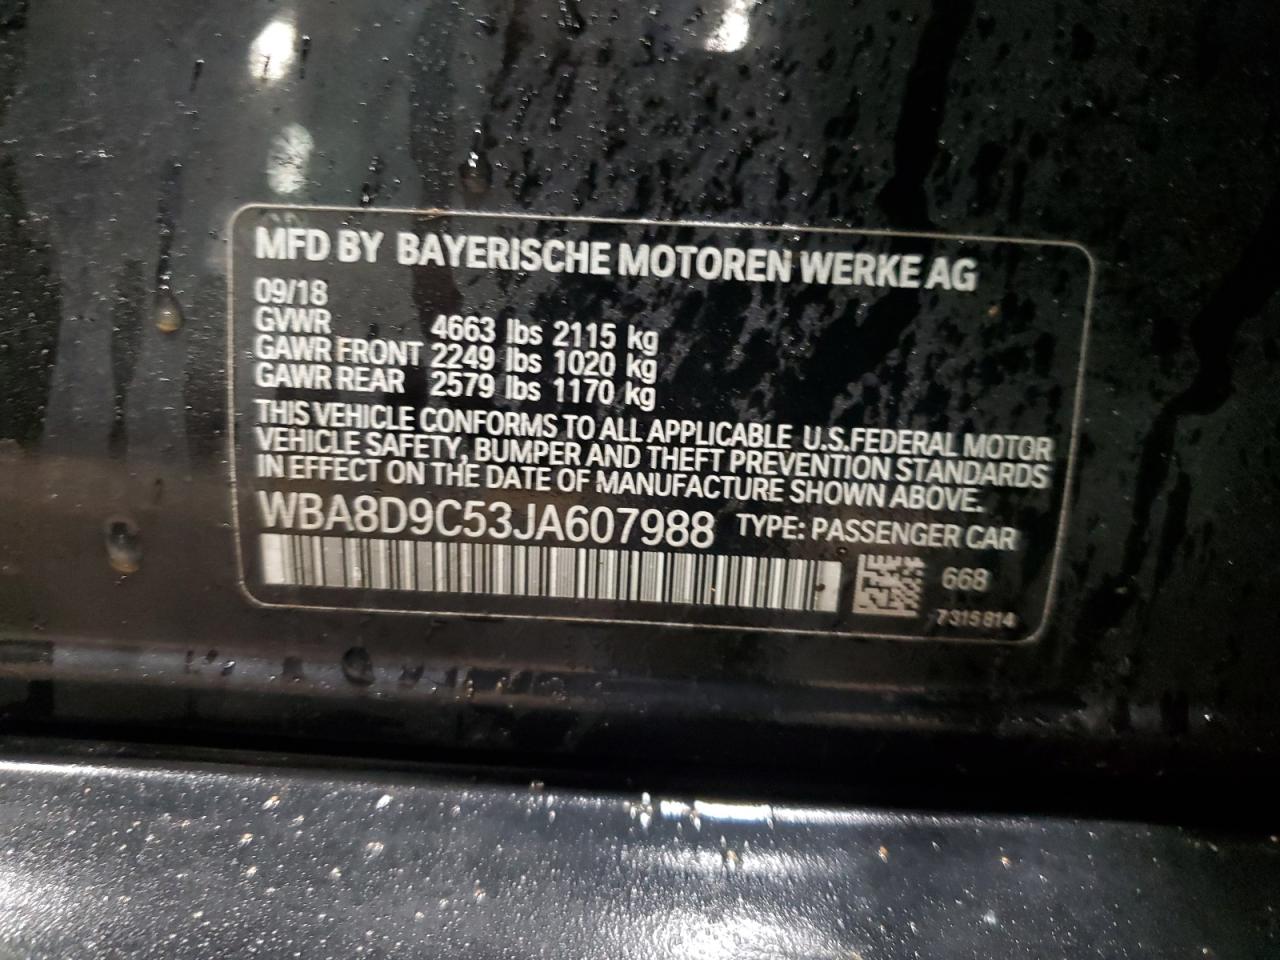 MFD BY BAYERISCHE MOTOREN WERKE AG
09/18
GVWR 4663 lbs 2115 kg
GAWR FRONT 2249 lbs 1020 kg
GAWR REAR 2579 lbs 1170 kg
THIS VEHICLE CONFORMS TO ALL APPLICABLE U.S.FEDERAL MOTOR
VEHICLE SAFETY, BUMPER AND THEFT PREVENTION STANDARDS
IN EFFECT ON THE DATE OF MANUFACTURE SHOWN ABOVE.
WBA8D9C53JA607988 TYPE: PASSENGER CAR
668
7315814